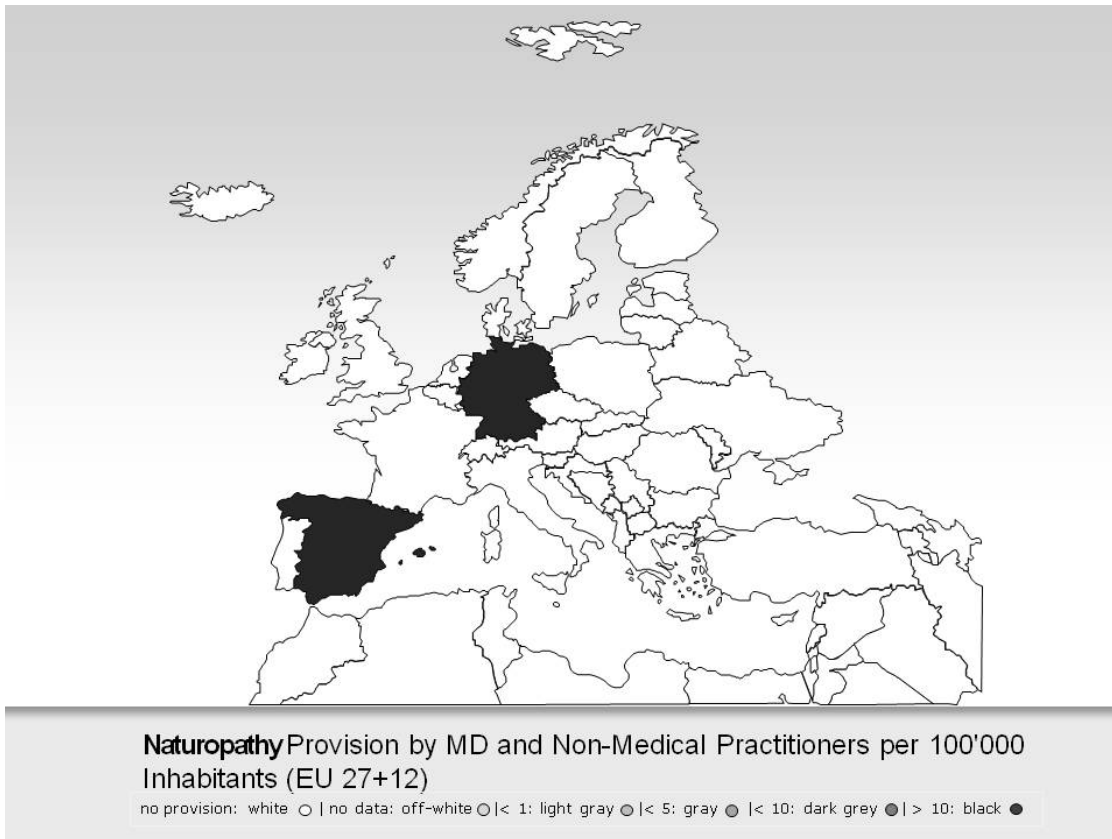 Naturopathy Provision by MD and Non-Medical Practitioners per 100'000
Inhabitants (EU 27+12)
no provision: white | no data: off-white |< 1: light gray |< 5: gray | < 10: dark grey | > 10: black